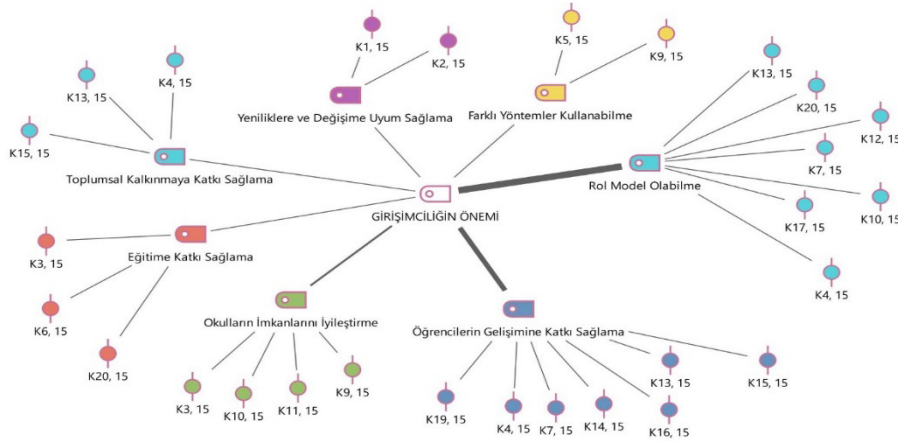 K1, 15
K2, 15
Yeniliklere ve Değişime Uyum Sağlama
K5, 15
K9, 15
Farklı Yöntemler Kullanabilme
K4, 15
K13, 15
K15, 15
Toplumsal Kalkınmaya Katkı Sağlama
K13, 15
K20, 15
K12, 15
K7, 15
K10, 15
K17, 15
K4, 15
Rol Model Olabilme
GİRİŞİMCİLİĞİN ÖNEMİ
Eğitime Katkı Sağlama
K3, 15
K6, 15
K20, 15
Okulların İmkanlarını İyileştirme
K3, 15
K10, 15
K11, 15
K9, 15
Öğrencilerin Gelişimine Katkı Sağlama
K19, 15
K4, 15
K7, 15
K14, 15
K16, 15
K13, 15
K15, 15